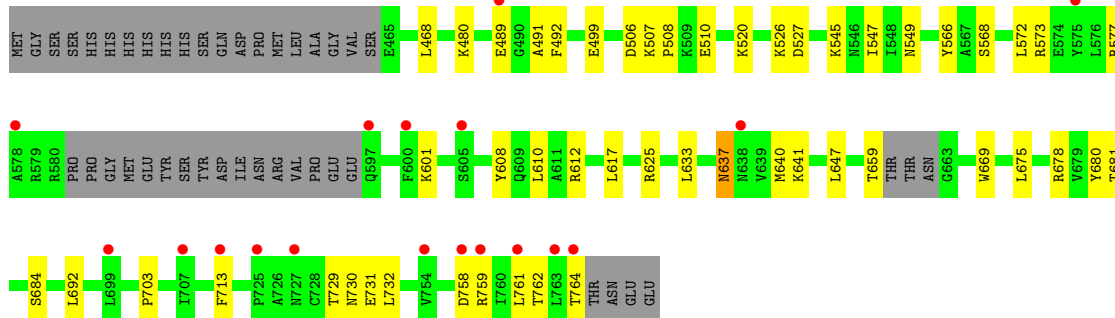 MET GLY SER SER HIS HIS HIS HIS HIS HIS SER GLN ASP PRO MET LEU ALA GLY VAL SER E465 L468 K480 E489 G490 A491 F492 E499 D506 K507 P508 K509 E510 K520 K526 D527 K545 N546 I547 I548 N549 Y566 A567 S568 L572 R573 E574 Y575 L576 R577
A578 R579 R580 PRO PRO GLY MET GLU TYR SER TYR ASP ILE ASN ARG VAL PRO GLU GLU Q597 F600 K601 S605 Y608 Q609 L610 A611 R612 L617 R625 L633 N637 N638 V639 M640 K641 L647 T659 THR THR ASN G663 W669 L675 R678 V679 Y680 T681
S684 L692 L699 P703 I707 F713 P725 A726 N727 C728 T729 N730 E731 L732 V754 D758 R759 I760 L761 T762 L763 T764 THR ASN GLU GLU